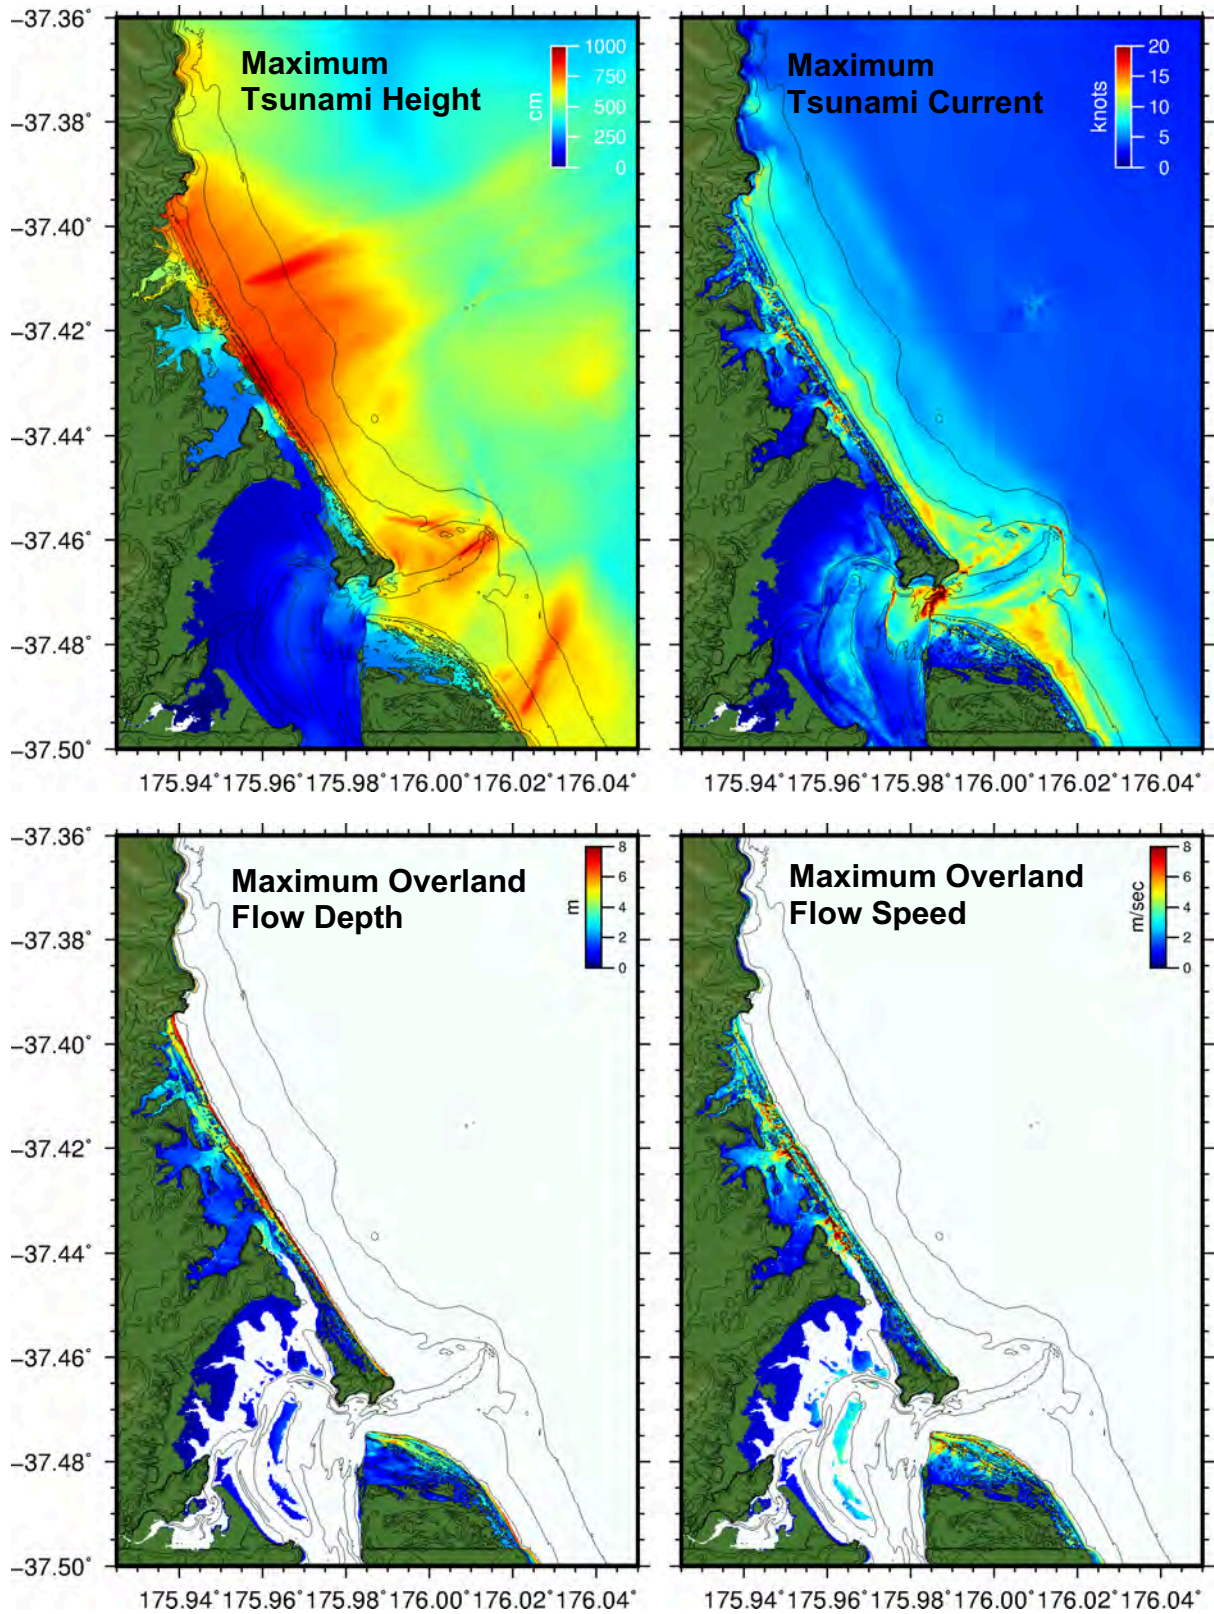 Maximum
Tsunami Height
1000
750
500
250
0
cm
−37.36°
−37.38°
−37.40°
−37.42°
−37.44°
−37.46°
−37.48°
−37.50°
175.94° 175.96° 175.98° 176.00° 176.02° 176.04°
Maximum
Tsunami Current
20
15
10
5
0
knots
175.94° 175.96° 175.98° 176.00° 176.02° 176.04°
Maximum Overland
Flow Depth
8
6
4
2
0
m
−37.36°
−37.38°
−37.40°
−37.42°
−37.44°
−37.46°
−37.48°
−37.50°
175.94° 175.96° 175.98° 176.00° 176.02° 176.04°
Maximum Overland
Flow Speed
8
6
4
2
0
m/sec
175.94° 175.96° 175.98° 176.00° 176.02° 176.04°